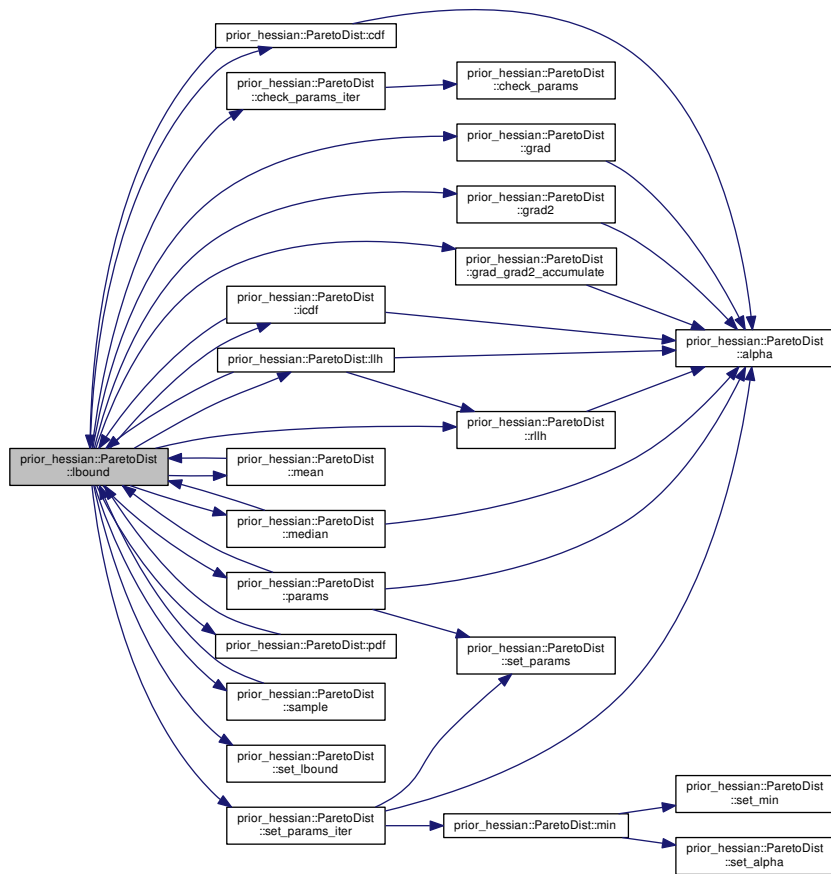 prior_hessian::ParetoDist::cdf
prior_hessian::ParetoDist
::check_params_iter
prior_hessian::ParetoDist
::check_params
prior_hessian::ParetoDist
::grad
prior_hessian::ParetoDist
::grad2
prior_hessian::ParetoDist
::grad_grad2_accumulate
prior_hessian::ParetoDist
::icdf
prior_hessian::ParetoDist::llh
prior_hessian::ParetoDist
::alpha
prior_hessian::ParetoDist
::rllh
prior_hessian::ParetoDist
::lbound
prior_hessian::ParetoDist
::mean
prior_hessian::ParetoDist
::median
prior_hessian::ParetoDist
::params
prior_hessian::ParetoDist::pdf
prior_hessian::ParetoDist
::set_params
prior_hessian::ParetoDist
::sample
prior_hessian::ParetoDist
::set_lbound
prior_hessian::ParetoDist
::set_params_iter
prior_hessian::ParetoDist::min
prior_hessian::ParetoDist
::set_min
prior_hessian::ParetoDist
::set_alpha